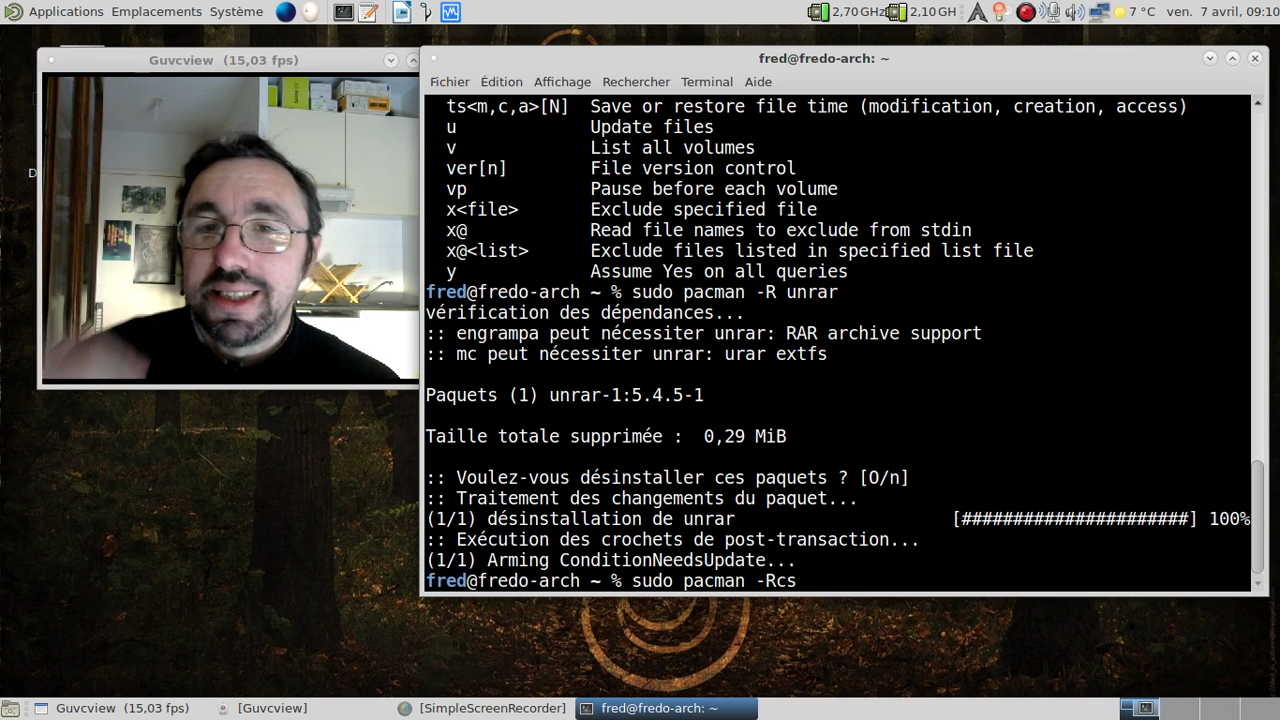 Applications Emplacements Système
2,70 GHz 2,10 GH 7 °C ven. 7 avril, 09:10
Guvcview (15,03 fps)
fred@fredo-arch: ~
Fichier Édition Affichage Rechercher Terminal Aide
ts<m,c,a>[N] Save or restore file time (modification, creation, access)
u Update files
v List all volumes
ver[n] File version control
vp Pause before each volume
x<file> Exclude specified file
x@ Read file names to exclude from stdin
x@<list> Exclude files listed in specified list file
y Assume Yes on all queries
fred@fredo-arch ~ % sudo pacman -R unrar
vérification des dépendances...
:: engrampa peut nécessiter unrar: RAR archive support
:: mc peut nécessiter unrar: urar extfs
Paquets (1) unrar-1:5.4.5-1
Taille totale supprimée : 0,29 MiB
:: Voulez-vous désinstaller ces paquets ? [O/n]
:: Traitement des changements du paquet...
(1/1) désinstallation de unrar [######################] 100%
:: Exécution des crochets de post-transaction...
(1/1) Arming ConditionNeedsUpdate...
fred@fredo-arch ~ % sudo pacman -Rcs
D
Guvcview (15,03 fps) [Guvcview] [SimpleScreenRecorder] fred@fredo-arch: ~